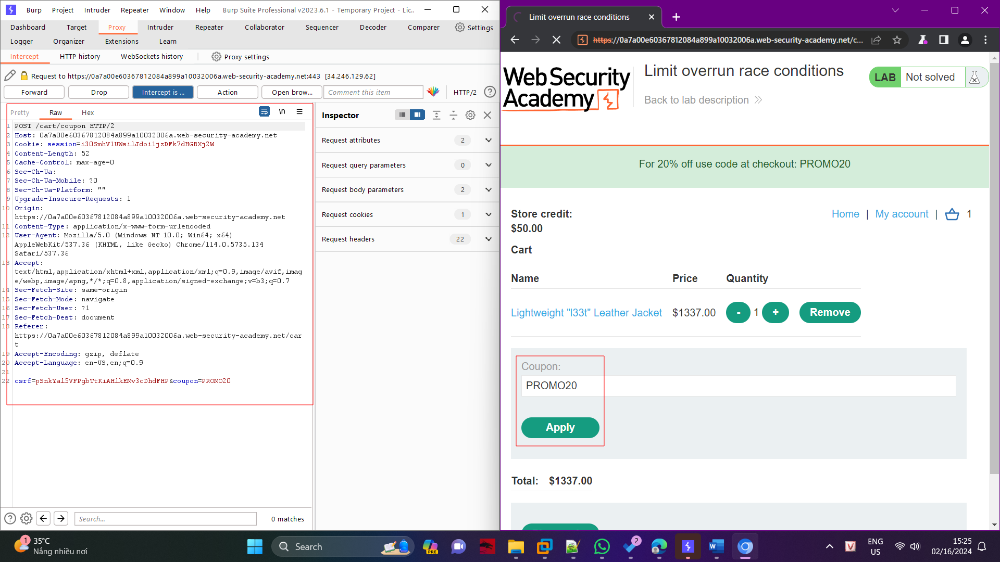 Burp Project Intruder Repeater Window Help Burp Suite Professional v2023.6.1 - Temporary Project - Lic...
Dashboard Target Proxy Intruder Repeater Collaborator Sequencer Decoder Comparer Settings
Logger Organizer Extensions Learn
Intercept HTTP history WebSockets history Proxy settings
Request to https://0a7a00e60367812084a899a10032006a.web-security-academy.net:443 [34.246.129.62]
Forward Drop Intercept is ... Action Open brow... Comment this item HTTP/2
Pretty Raw Hex \n
1 POST /cart/coupon HTTP/2
2 Host: 0a7a00e60367812084a899a10032006a.web-security-academy.net
3 Cookie: session=i3OSmhV1UWsilJdoi1jzDFk7dHGBXj2W
4 Content-Length: 52
5 Cache-Control: max-age=0
6 Sec-Ch-Ua:
7 Sec-Ch-Ua-Mobile: ?0
8 Sec-Ch-Ua-Platform: ""
9 Upgrade-Insecure-Requests: 1
10 Origin:
https://0a7a00e60367812084a899a10032006a.web-security-academy.net
11 Content-Type: application/x-www-form-urlencoded
12 User-Agent: Mozilla/5.0 (Windows NT 10.0; Win64; x64)
AppleWebKit/537.36 (KHTML, like Gecko) Chrome/114.0.5735.134
Safari/537.36
13 Accept:
text/html,application/xhtml+xml,application/xml;q=0.9,image/avif,imag
e/webp,image/apng,*/*;q=0.8,application/signed-exchange;v=b3;q=0.7
14 Sec-Fetch-Site: same-origin
15 Sec-Fetch-Mode: navigate
16 Sec-Fetch-User: ?1
17 Sec-Fetch-Dest: document
18 Referer:
https://0a7a00e60367812084a899a10032006a.web-security-academy.net/car
t
19 Accept-Encoding: gzip, deflate
20 Accept-Language: en-US,en;q=0.9
21
22 csrf=pSnkYal5VFPgbTtKiAHlkEMv3cDhdFHP&coupon=PROMO20
Search... 0 matches
Inspector
Request attributes 2
Request query parameters 0
Request body parameters 2
Request cookies 1
Request headers 22
Limit overrun race conditions
https://0a7a00e60367812084a899a10032006a.web-security-academy.net/c...
Web Security
Academy
Limit overrun race conditions
Back to lab description
LAB Not solved
For 20% off use code at checkout: PROMO20
Store credit:
$50.00
Home | My account | 1
Cart
Name Price Quantity
Lightweight "l33t" Leather Jacket $1337.00 - 1 + Remove
Coupon:
PROMO20
Apply
Total: $1337.00
1 35°C
Nắng nhiều nơi
Search
PRE
2
V
ENG
US
15:25
02/16/2024